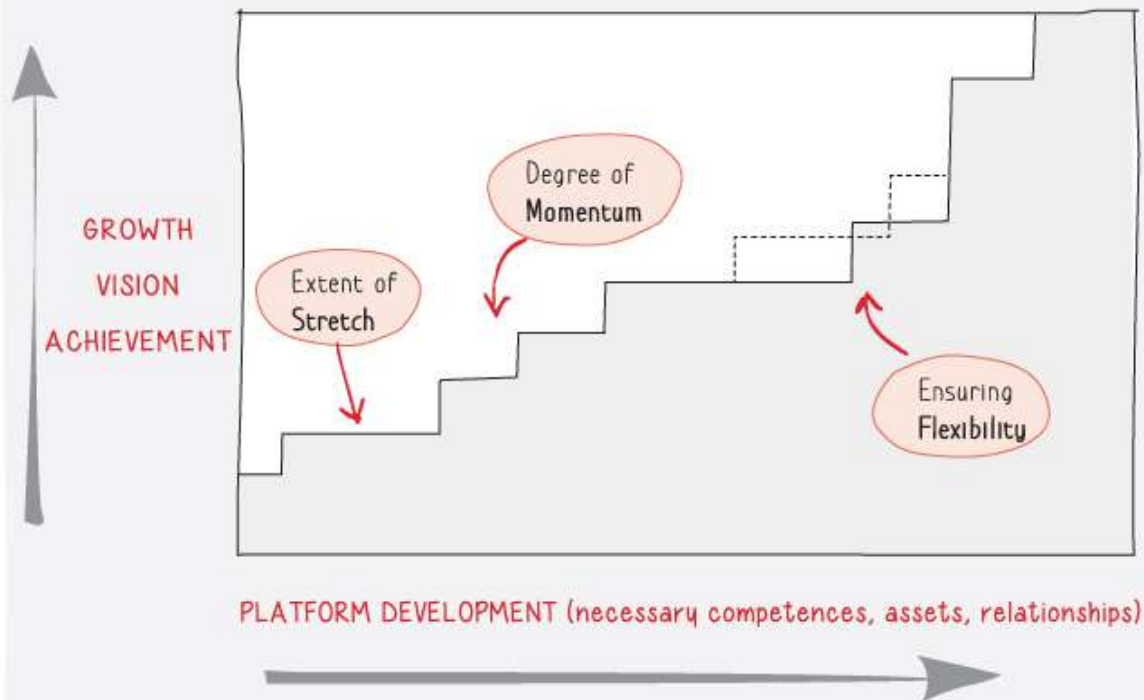 GROWTH
VISION
ACHIEVEMENT
Extent of
Stretch
Degree of
Momentum
Ensuring
Flexibility
PLATFORM DEVELOPMENT (necessary competences, assets, relationships)